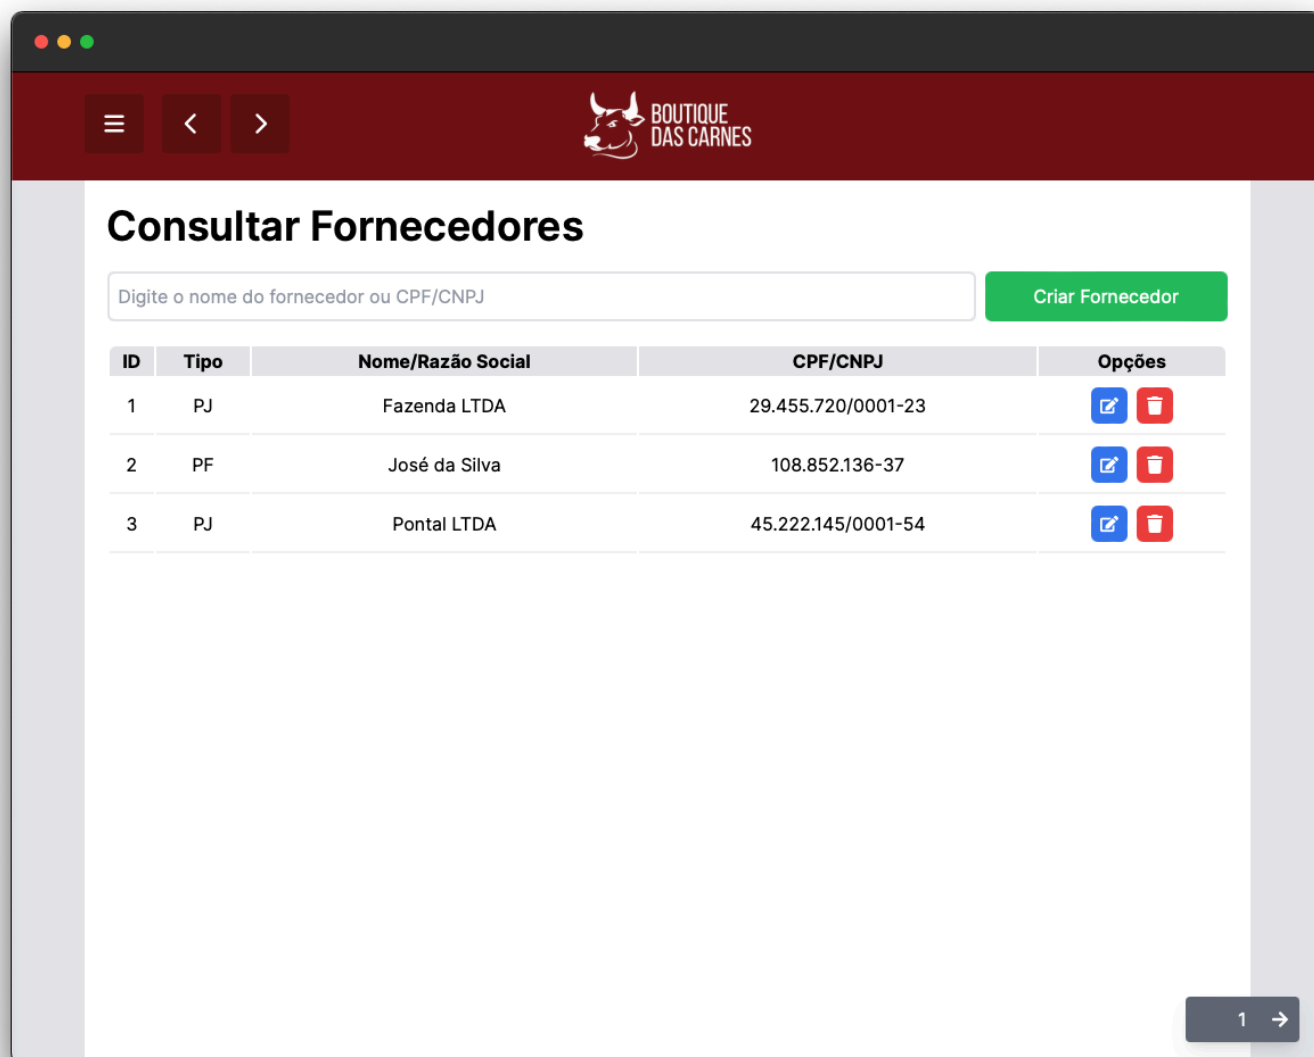 BOUTIQUE
DAS CARNES
Consultar Fornecedores
Digite o nome do fornecedor ou CPF/CNPJ
Criar Fornecedor
ID Tipo Nome/Razão Social CPF/CNPJ Opções
1 PJ Fazenda LTDA 29.455.720/0001-23
2 PF José da Silva 108.852.136-37
3 PJ Pontal LTDA 45.222.145/0001-54
1